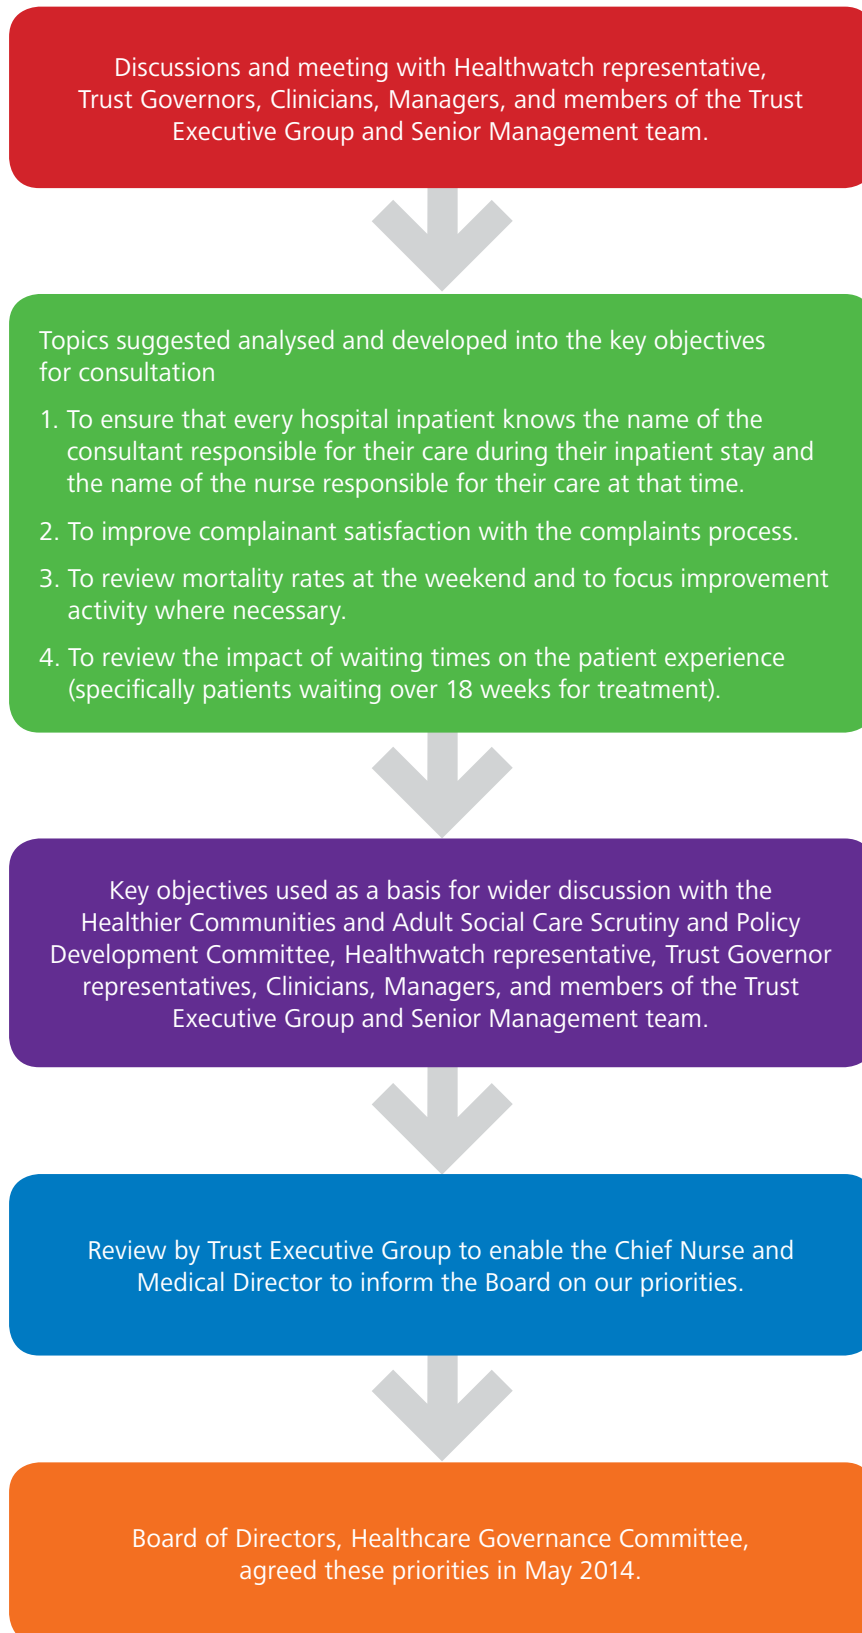 Discussions and meeting with Healthwatch representative,
Trust Governors, Clinicians, Managers, and members of the Trust
Executive Group and Senior Management team.
Topics suggested analysed and developed into the key objectives
for consultation
1. To ensure that every hospital inpatient knows the name of the
consultant responsible for their care during their inpatient stay and
the name of the nurse responsible for their care at that time.
2. To improve complainant satisfaction with the complaints process.
3. To review mortality rates at the weekend and to focus improvement
activity where necessary.
4. To review the impact of waiting times on the patient experience
(specifically patients waiting over 18 weeks for treatment).
Key objectives used as a basis for wider discussion with the
Healthier Communities and Adult Social Care Scrutiny and Policy
Development Committee, Healthwatch representative, Trust Governor
representatives, Clinicians, Managers, and members of the Trust
Executive Group and Senior Management team.
Review by Trust Executive Group to enable the Chief Nurse and
Medical Director to inform the Board on our priorities.
Board of Directors, Healthcare Governance Committee,
agreed these priorities in May 2014.